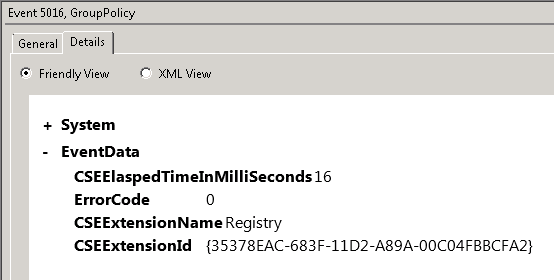 Event 5016, GroupPolicy
General Details
Friendly View XML View
+ System
- EventData
CSEElaspedTimeInMilliSeconds 16
ErrorCode 0
CSEExtensionName Registry
CSEExtensionId {35378EAC-683F-11D2-A89A-00C04FBBCFA2}